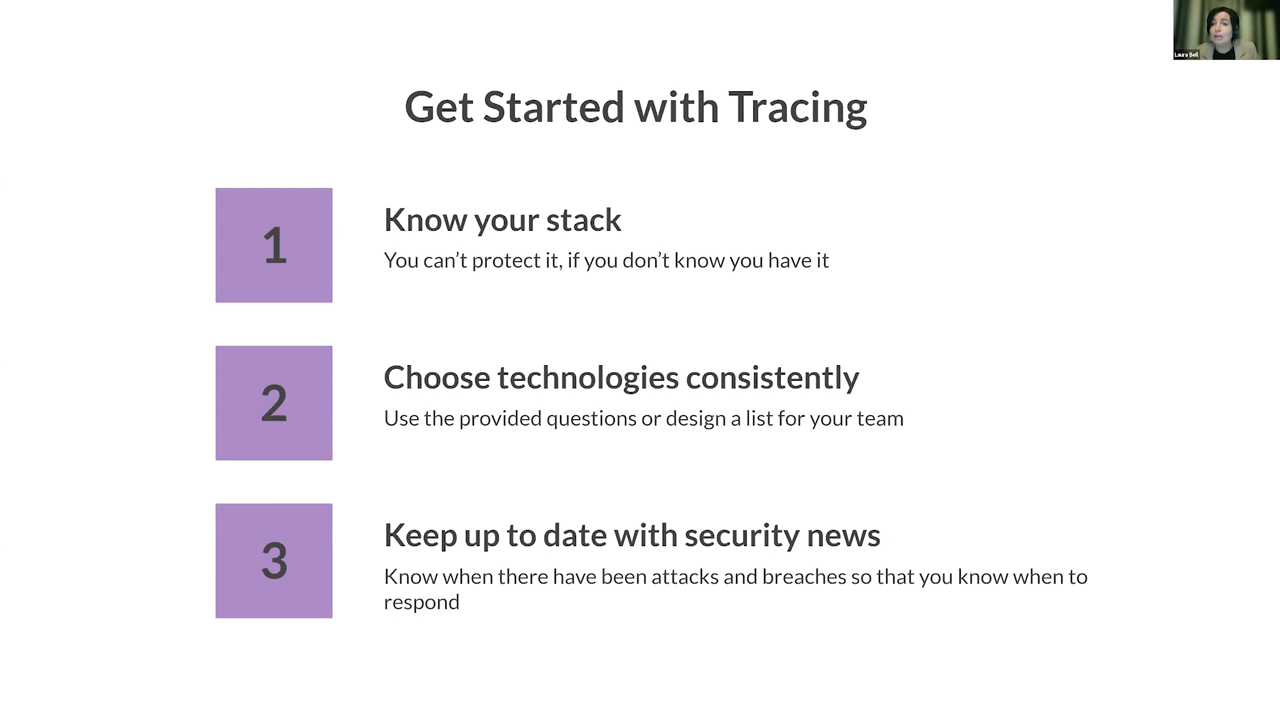 Laura Bell
Get Started with Tracing
1
Know your stack
You can’t protect it, if you don’t know you have it
2
Choose technologies consistently
Use the provided questions or design a list for your team
3
Keep up to date with security news
Know when there have been attacks and breaches so that you know when to
respond